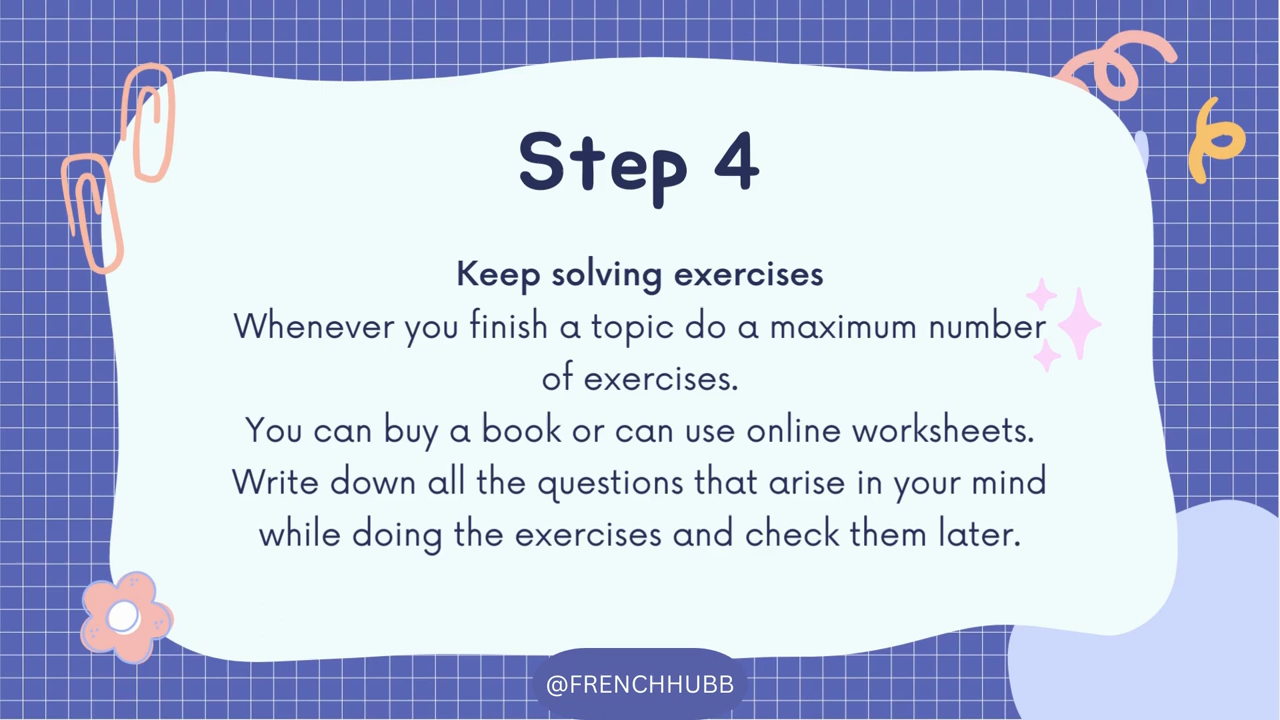 Step 4
Keep solving exercises
Whenever you finish a topic do a maximum number
of exercises.
You can buy a book or can use online worksheets.
Write down all the questions that arise in your mind
while doing the exercises and check them later.
@FRENCHHUBB